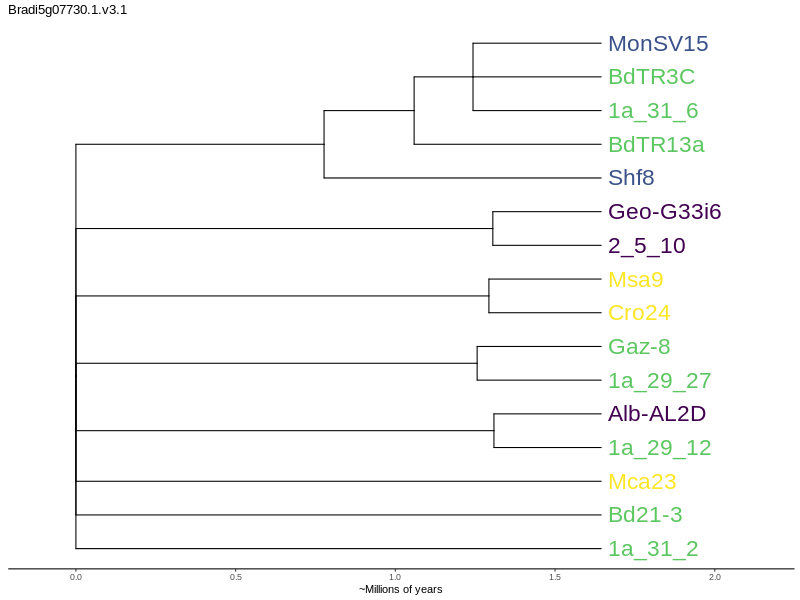 Bradi5g07730.1.v3.1
MonSV15
BdTR3C
1a_31_6
BdTR13a
Shf8
Geo-G33i6
2_5_10
Msa9
Cro24
Gaz-8
1a_29_27
Alb-AL2D
1a_29_12
Mca23
Bd21-3
1a_31_2
0.0 0.5 1.0 1.5 2.0
~Millions of years